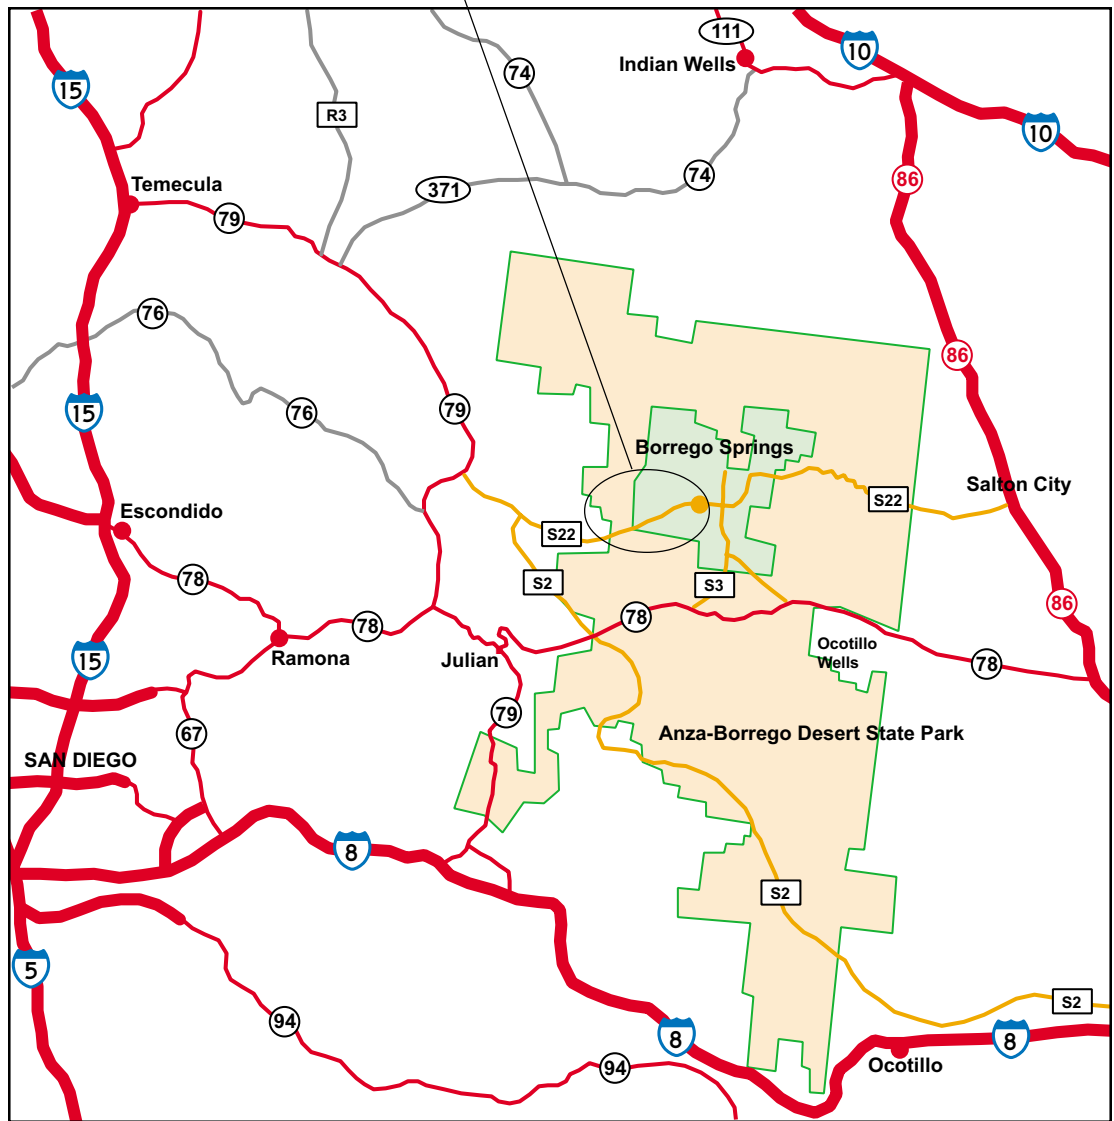 111
10
Indian Wells
74
15
10
R3
74
86
371
Temecula
79
76
86
15
79
76
Borrego Springs
Salton City
S22
Escondido
S22
78
S2
S3
86
78
78
Ocotillo
Wells
Ramona
Julian
15
78
79
67
Anza-Borrego Desert State Park
SAN DIEGO
8
S2
5
S2
94
8
8
Ocotillo
94